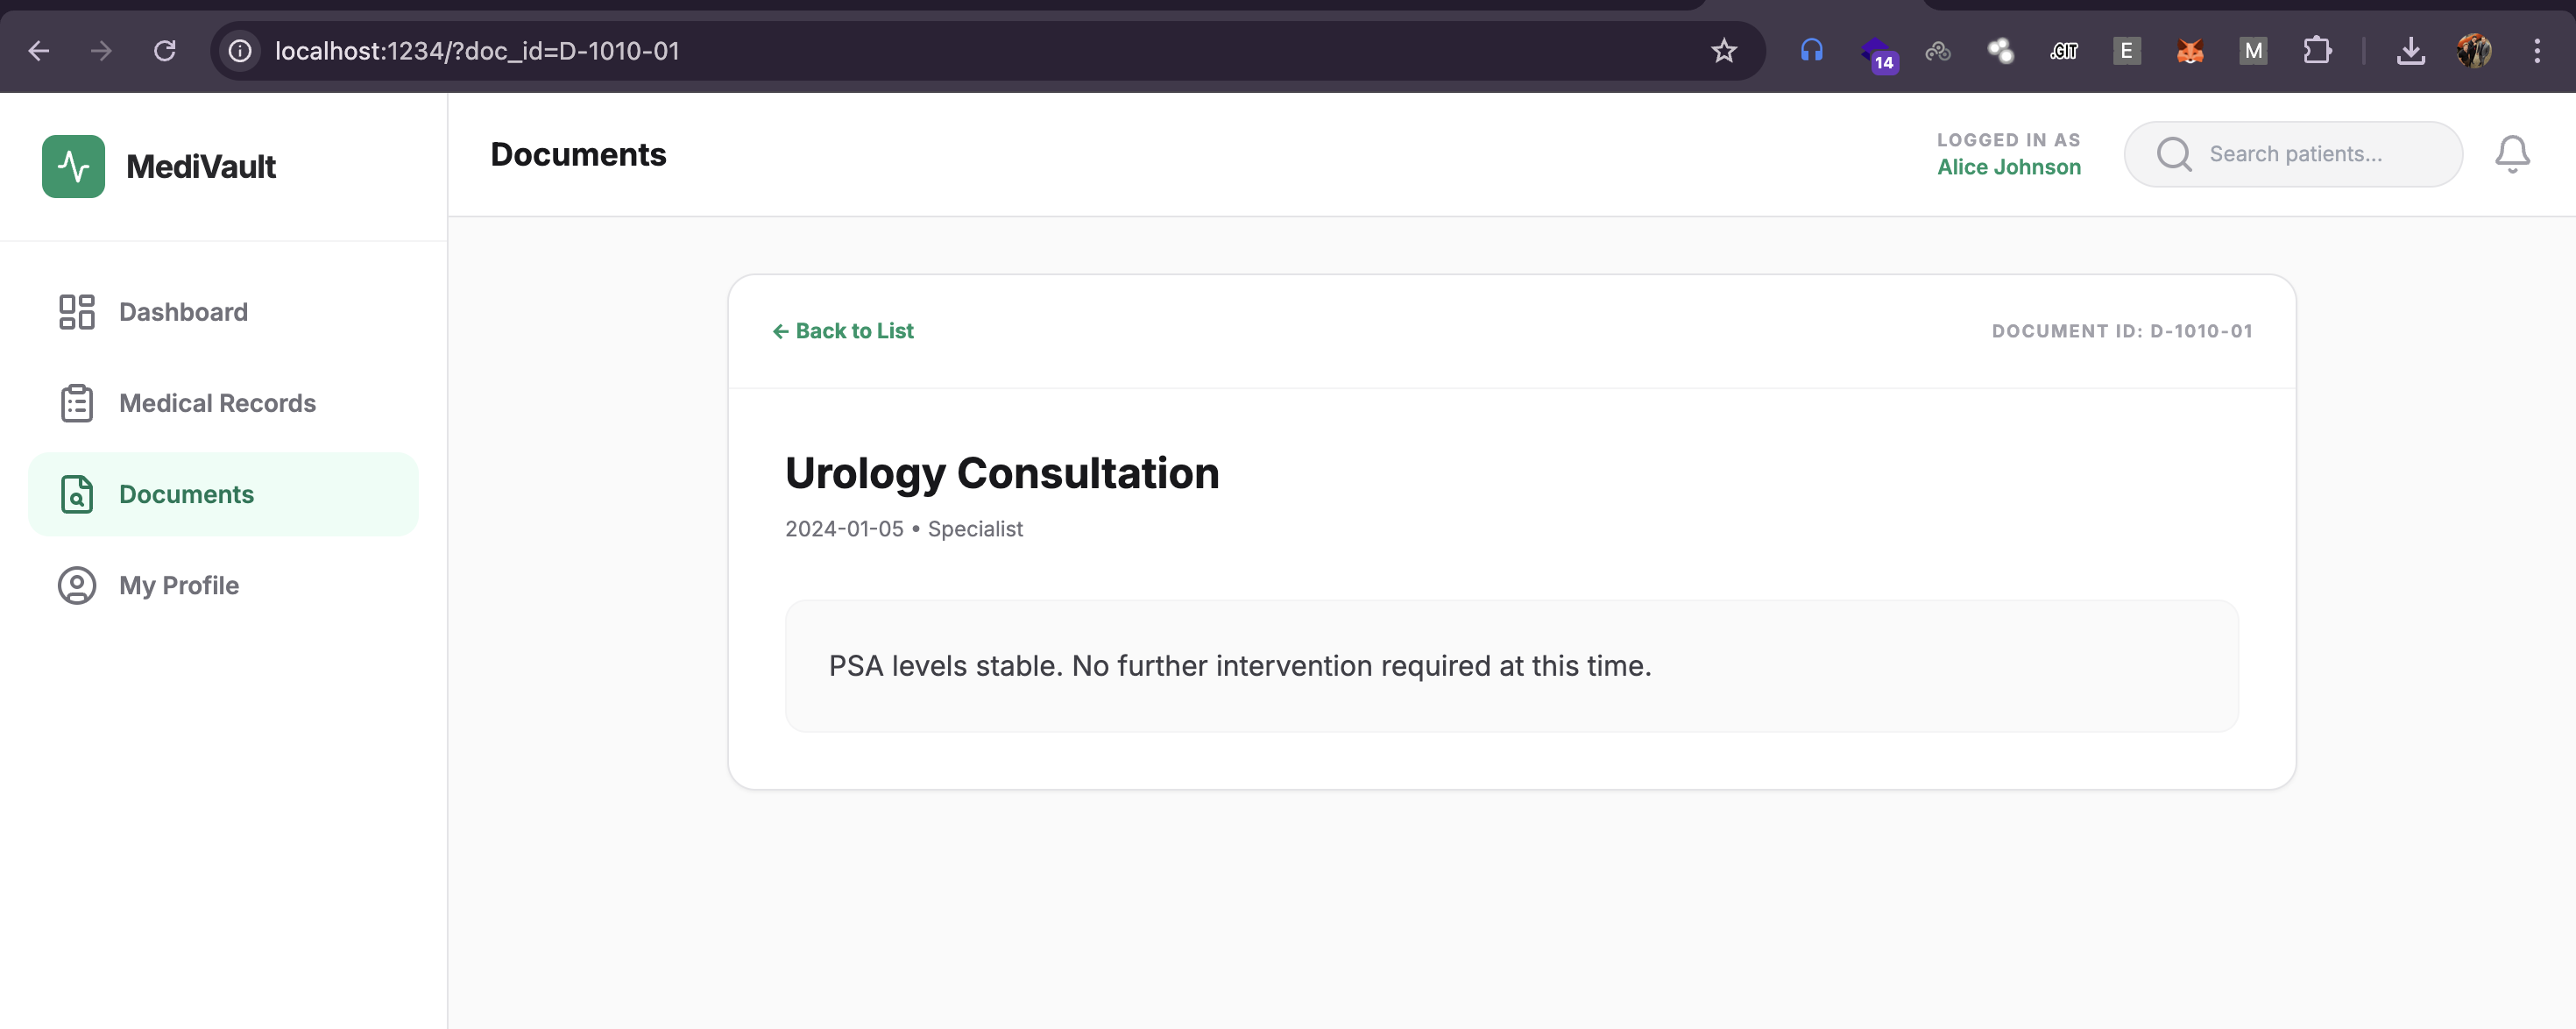 localhost:1234/?doc_id=D-1010-01
14
.GIT
E
M
MediVault
Dashboard
Medical Records
Documents
My Profile
Documents
LOGGED IN AS
Alice Johnson
Search patients...
← Back to List
DOCUMENT ID: D-1010-01
Urology Consultation
2024-01-05 • Specialist
PSA levels stable. No further intervention required at this time.